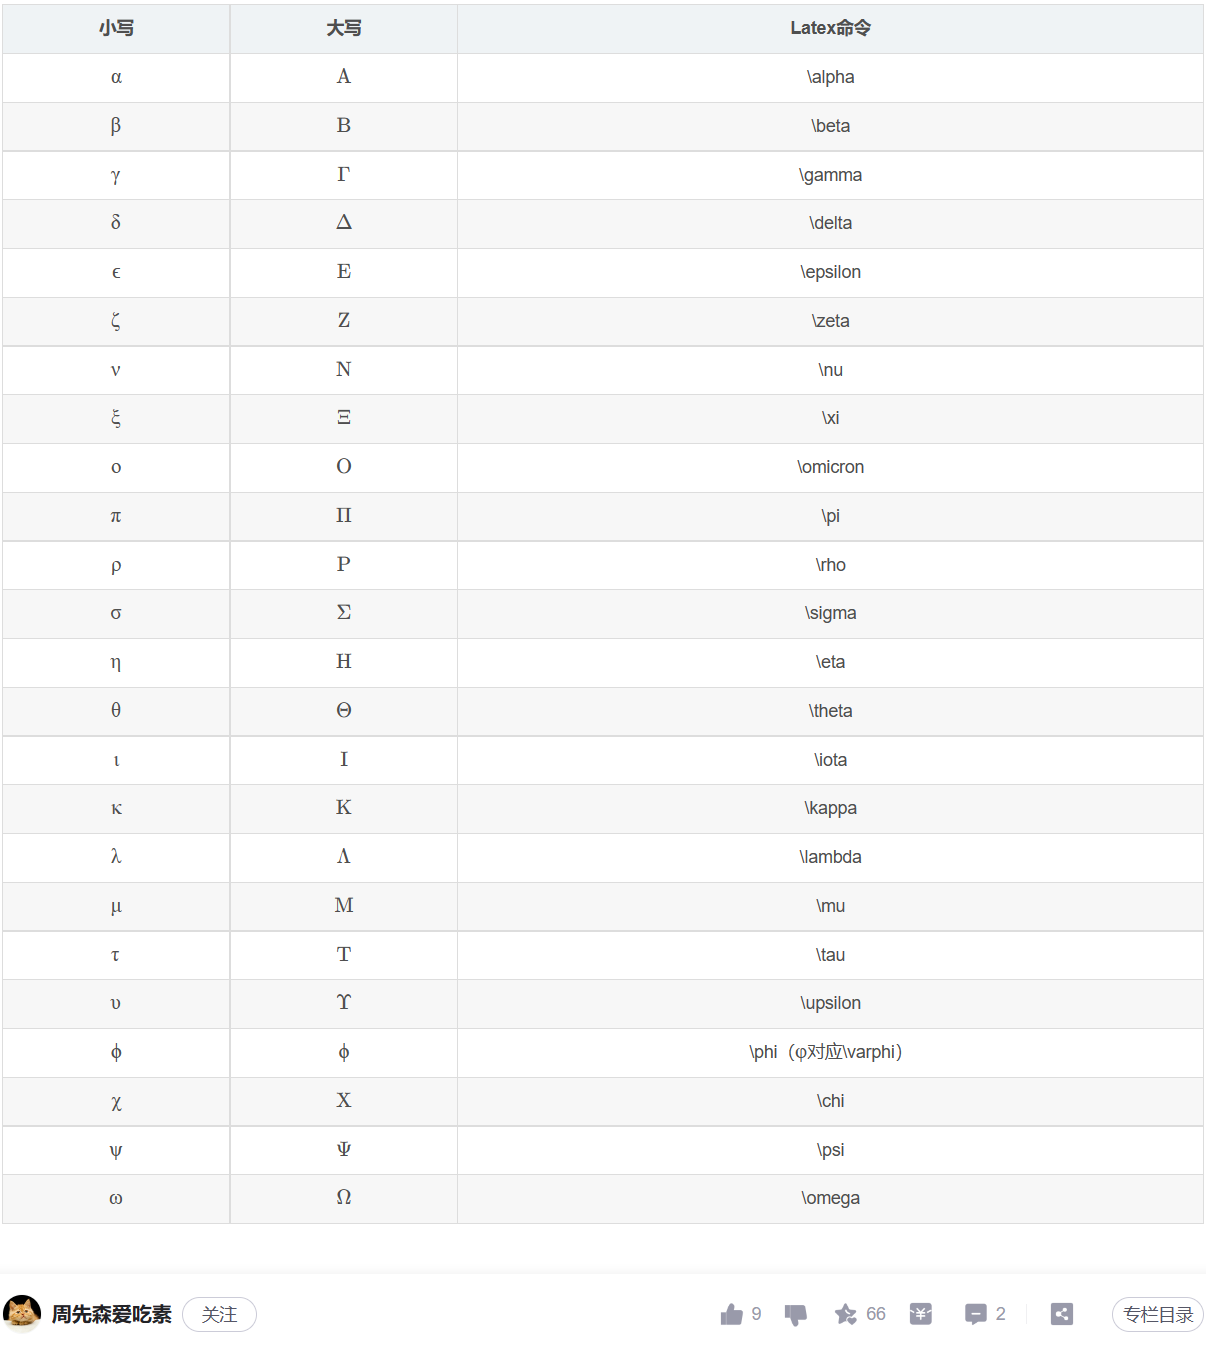 小写 大写 Latex命令
α Α \alpha
β Β \beta
γ Γ \gamma
δ Δ \delta
ϵ Ε \epsilon
ζ Ζ \zeta
ν Ν \nu
ξ Ξ \xi
ο Ο \omicron
π Π \pi
ρ Ρ \rho
σ Σ \sigma
η Η \eta
θ Θ \theta
ι Ι \iota
κ Κ \kappa
λ Λ \lambda
μ Μ \mu
τ Τ \tau
υ ϒ \upsilon
ϕ ϕ \phi（φ对应\varphi）
χ Χ \chi
ψ Ψ \psi
ω Ω \omega
周先森爱吃素 关注 9 66 ¥ 2 专栏目录